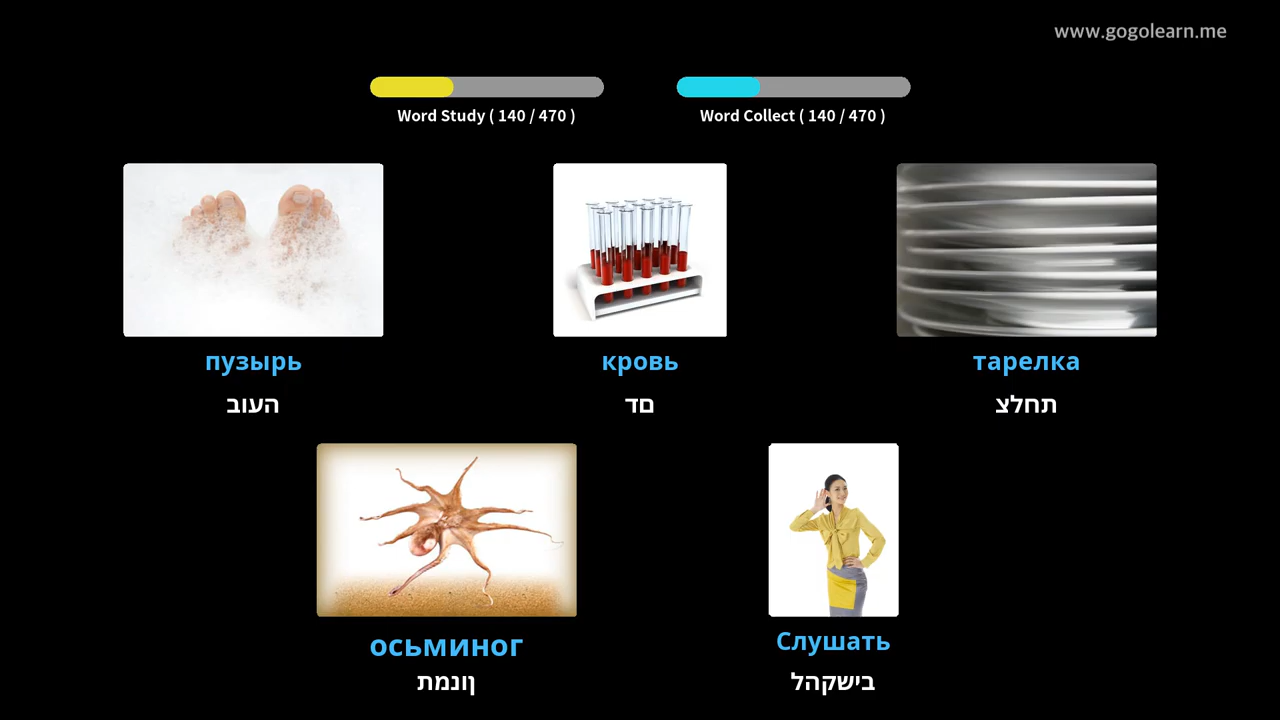 www.gogolearn.me
Word Study ( 140 / 470 )
Word Collect ( 140 / 470 )
пузырь
העוב
кровь
םד
тарелка
תחלצ
осьминог
ןונמת
Слушать
בישקהל